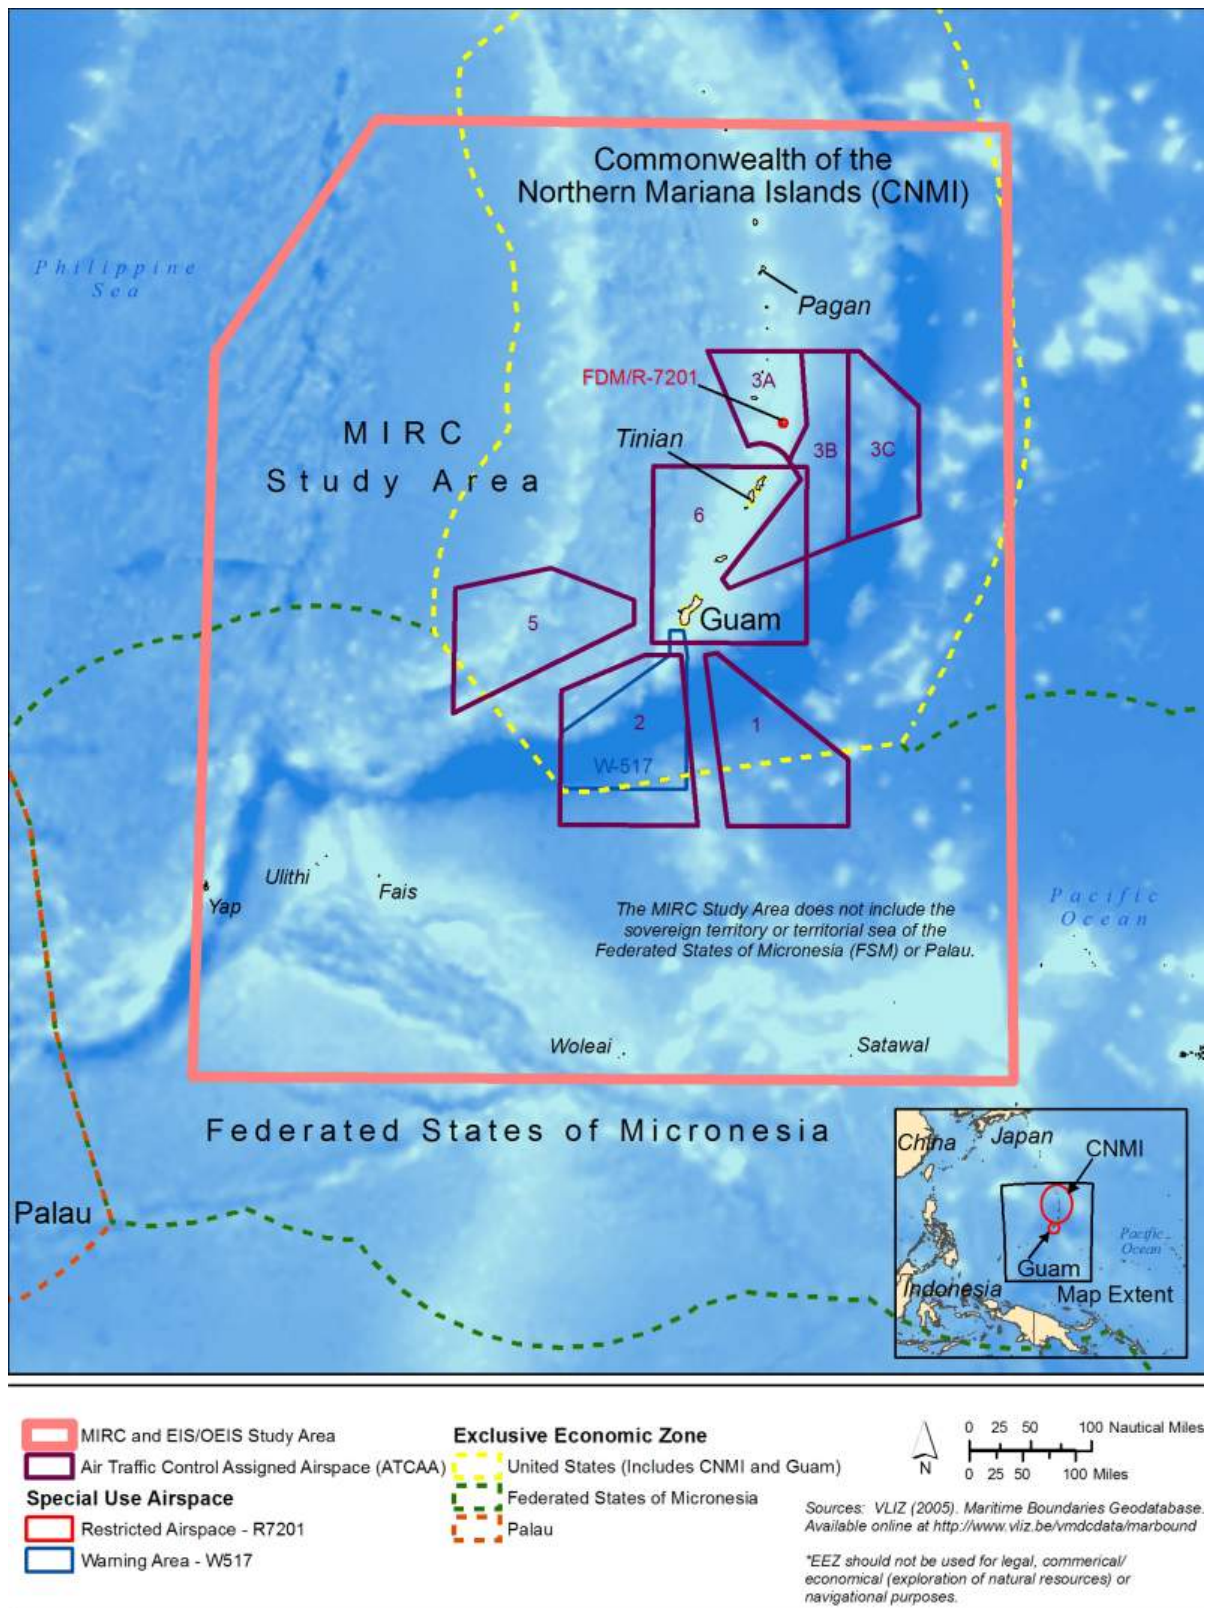 Commonwealth of the
Northern Mariana Islands (CNMI)
Philippine
Sea
Pagan
FDM/R-7201
3A
Tinian
MIRC
Study Area
3B
3C
6
Guam
5
2
1
W-517
Ulithi
Fais
Yap
Pacific
Ocean
The MIRC Study Area does not include the
sovereign territory or territorial sea of the
Federated States of Micronesia (FSM) or Palau.
Woleai
Satawal
Federated States of Micronesia
Palau
China
Japan
CNMI
Pacific
Ocean
Guam
Indonesia
Map Extent
MIRC and EIS/OEIS Study Area
Air Traffic Control Assigned Airspace (ATCAA)
Special Use Airspace
Restricted Airspace - R7201
Warning Area - W517
Exclusive Economic Zone
United States (Includes CNMI and Guam)
Federated States of Micronesia
Palau
N
0 25 50 100 Nautical Miles
0 25 50 100 Miles
Sources: VLIZ (2005). Maritime Boundaries Geodatabase.
Available online at http://www.vliz.be/vmdcdata/marbound
*EEZ should not be used for legal, commerical/
economical (exploration of natural resources) or
navigational purposes.